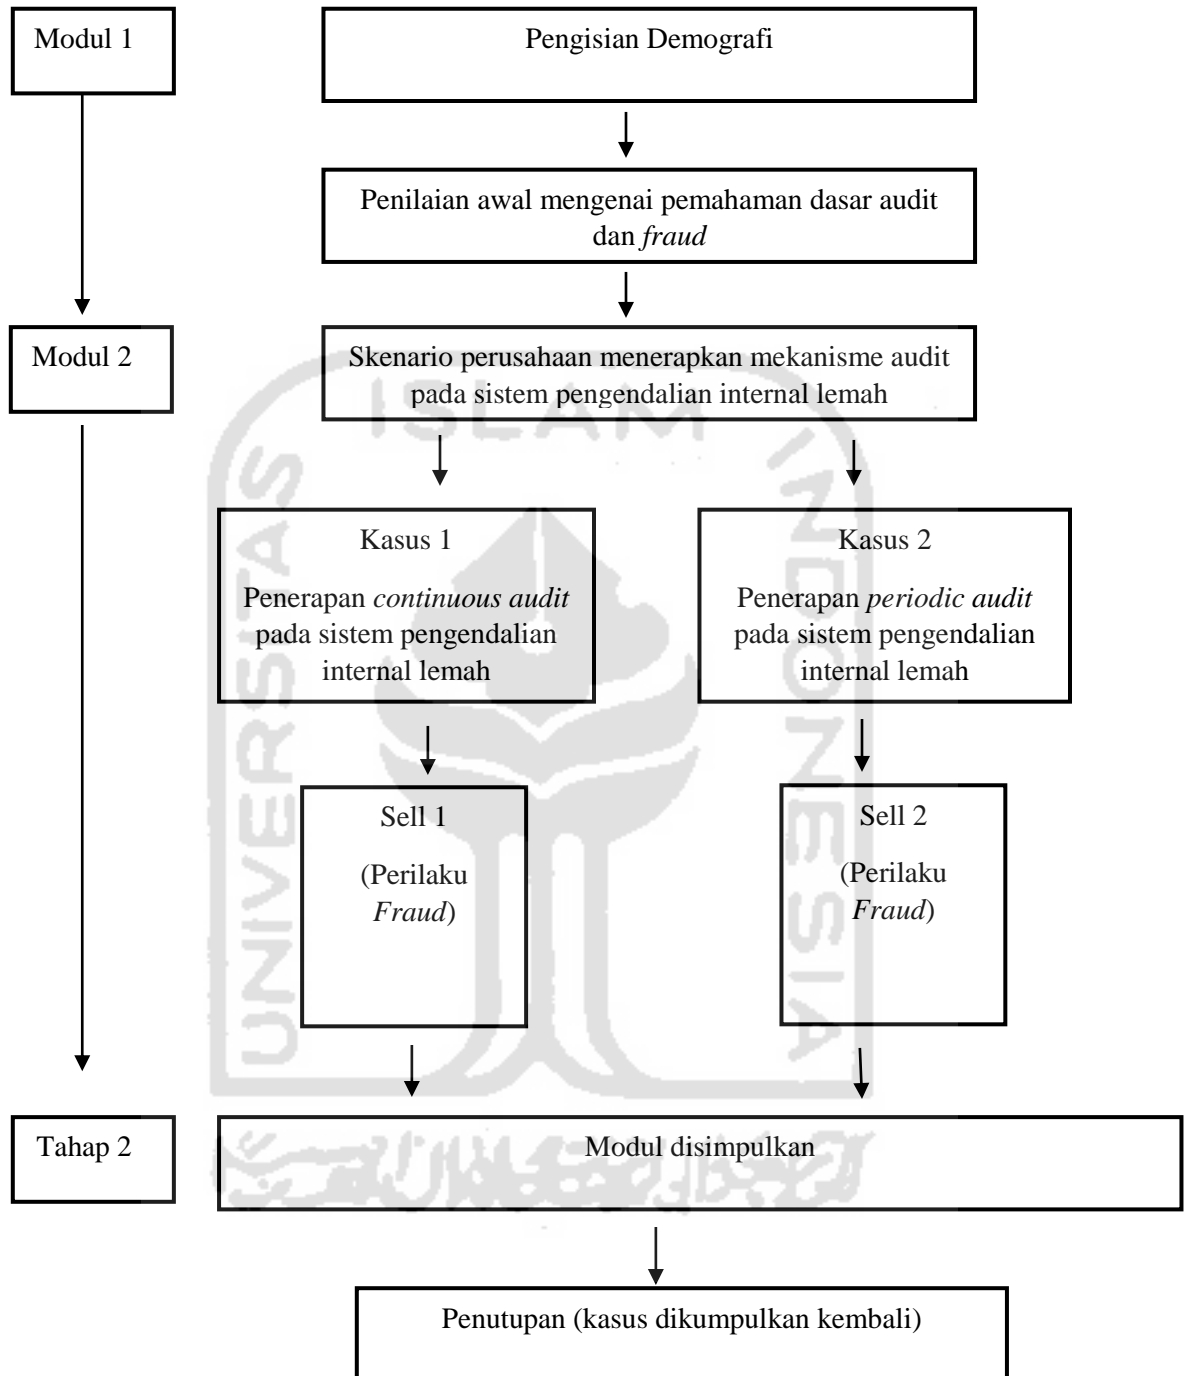 Modul 1
Pengisian Demografi
Penilaian awal mengenai pemahaman dasar audit
dan fraud
Modul 2
Skenario perusahaan menerapkan mekanisme audit
pada sistem pengendalian internal lemah
Kasus 1
Penerapan continuous audit
pada sistem pengendalian
internal lemah
Kasus 2
Penerapan periodic audit
pada sistem pengendalian
internal lemah
Sell 1
(Perilaku
Fraud)
Sell 2
(Perilaku
Fraud)
Tahap 2
Modul disimpulkan
Penutupan (kasus dikumpulkan kembali)
UNIVERSITAS
ISLAM
INDONESIA